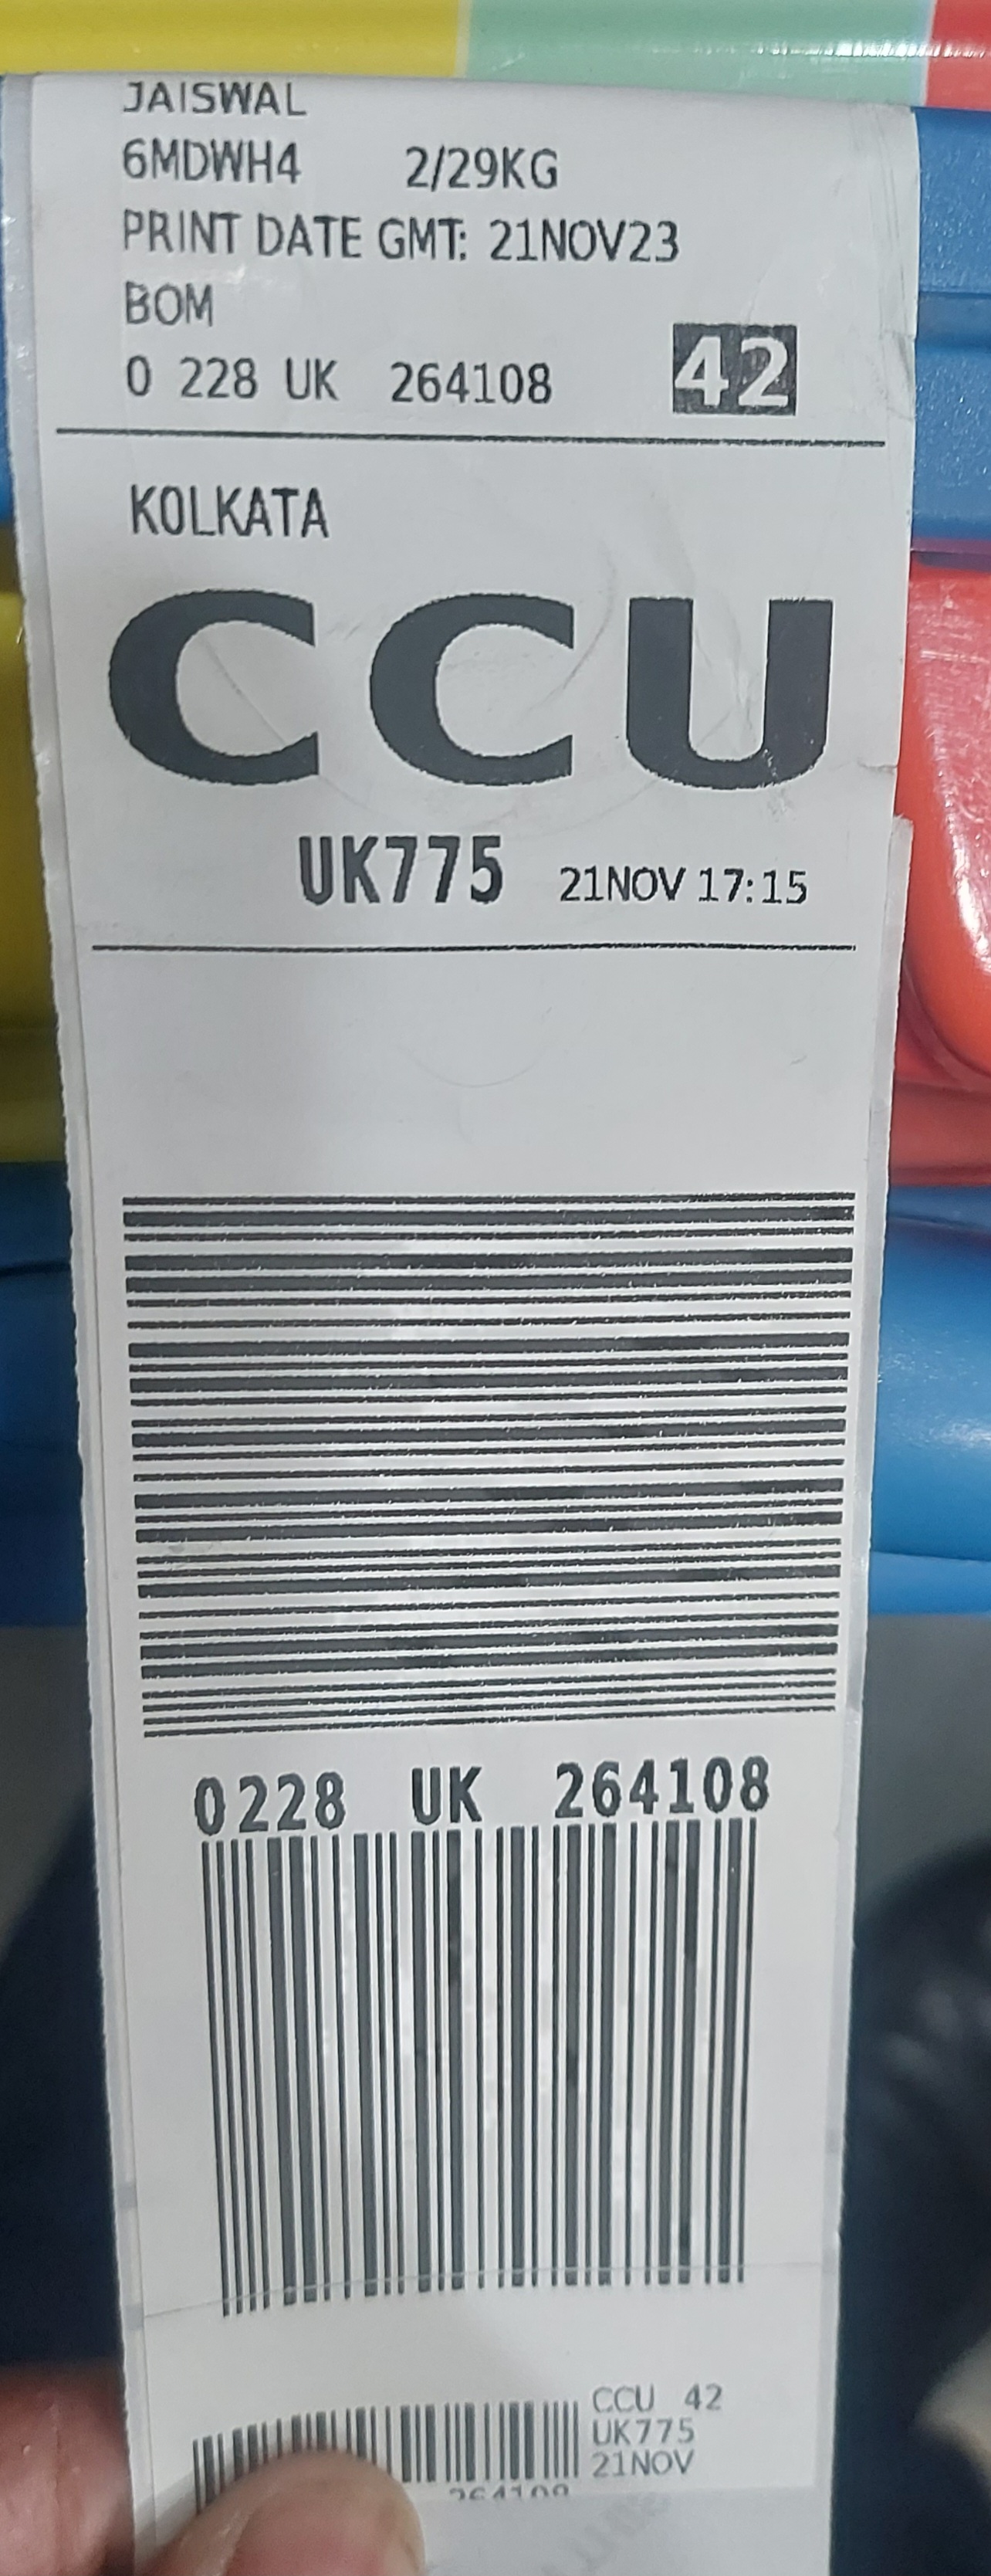 JAISWAL
6MDWH4 2/29KG
PRINT DATE GMT: 21NOV23
BOM
0 228 UK 264108 42
KOLKATA
CCU
UK775 21NOV 17:15
0228 UK 264108
CCU 42
UK775
21NOV
264108